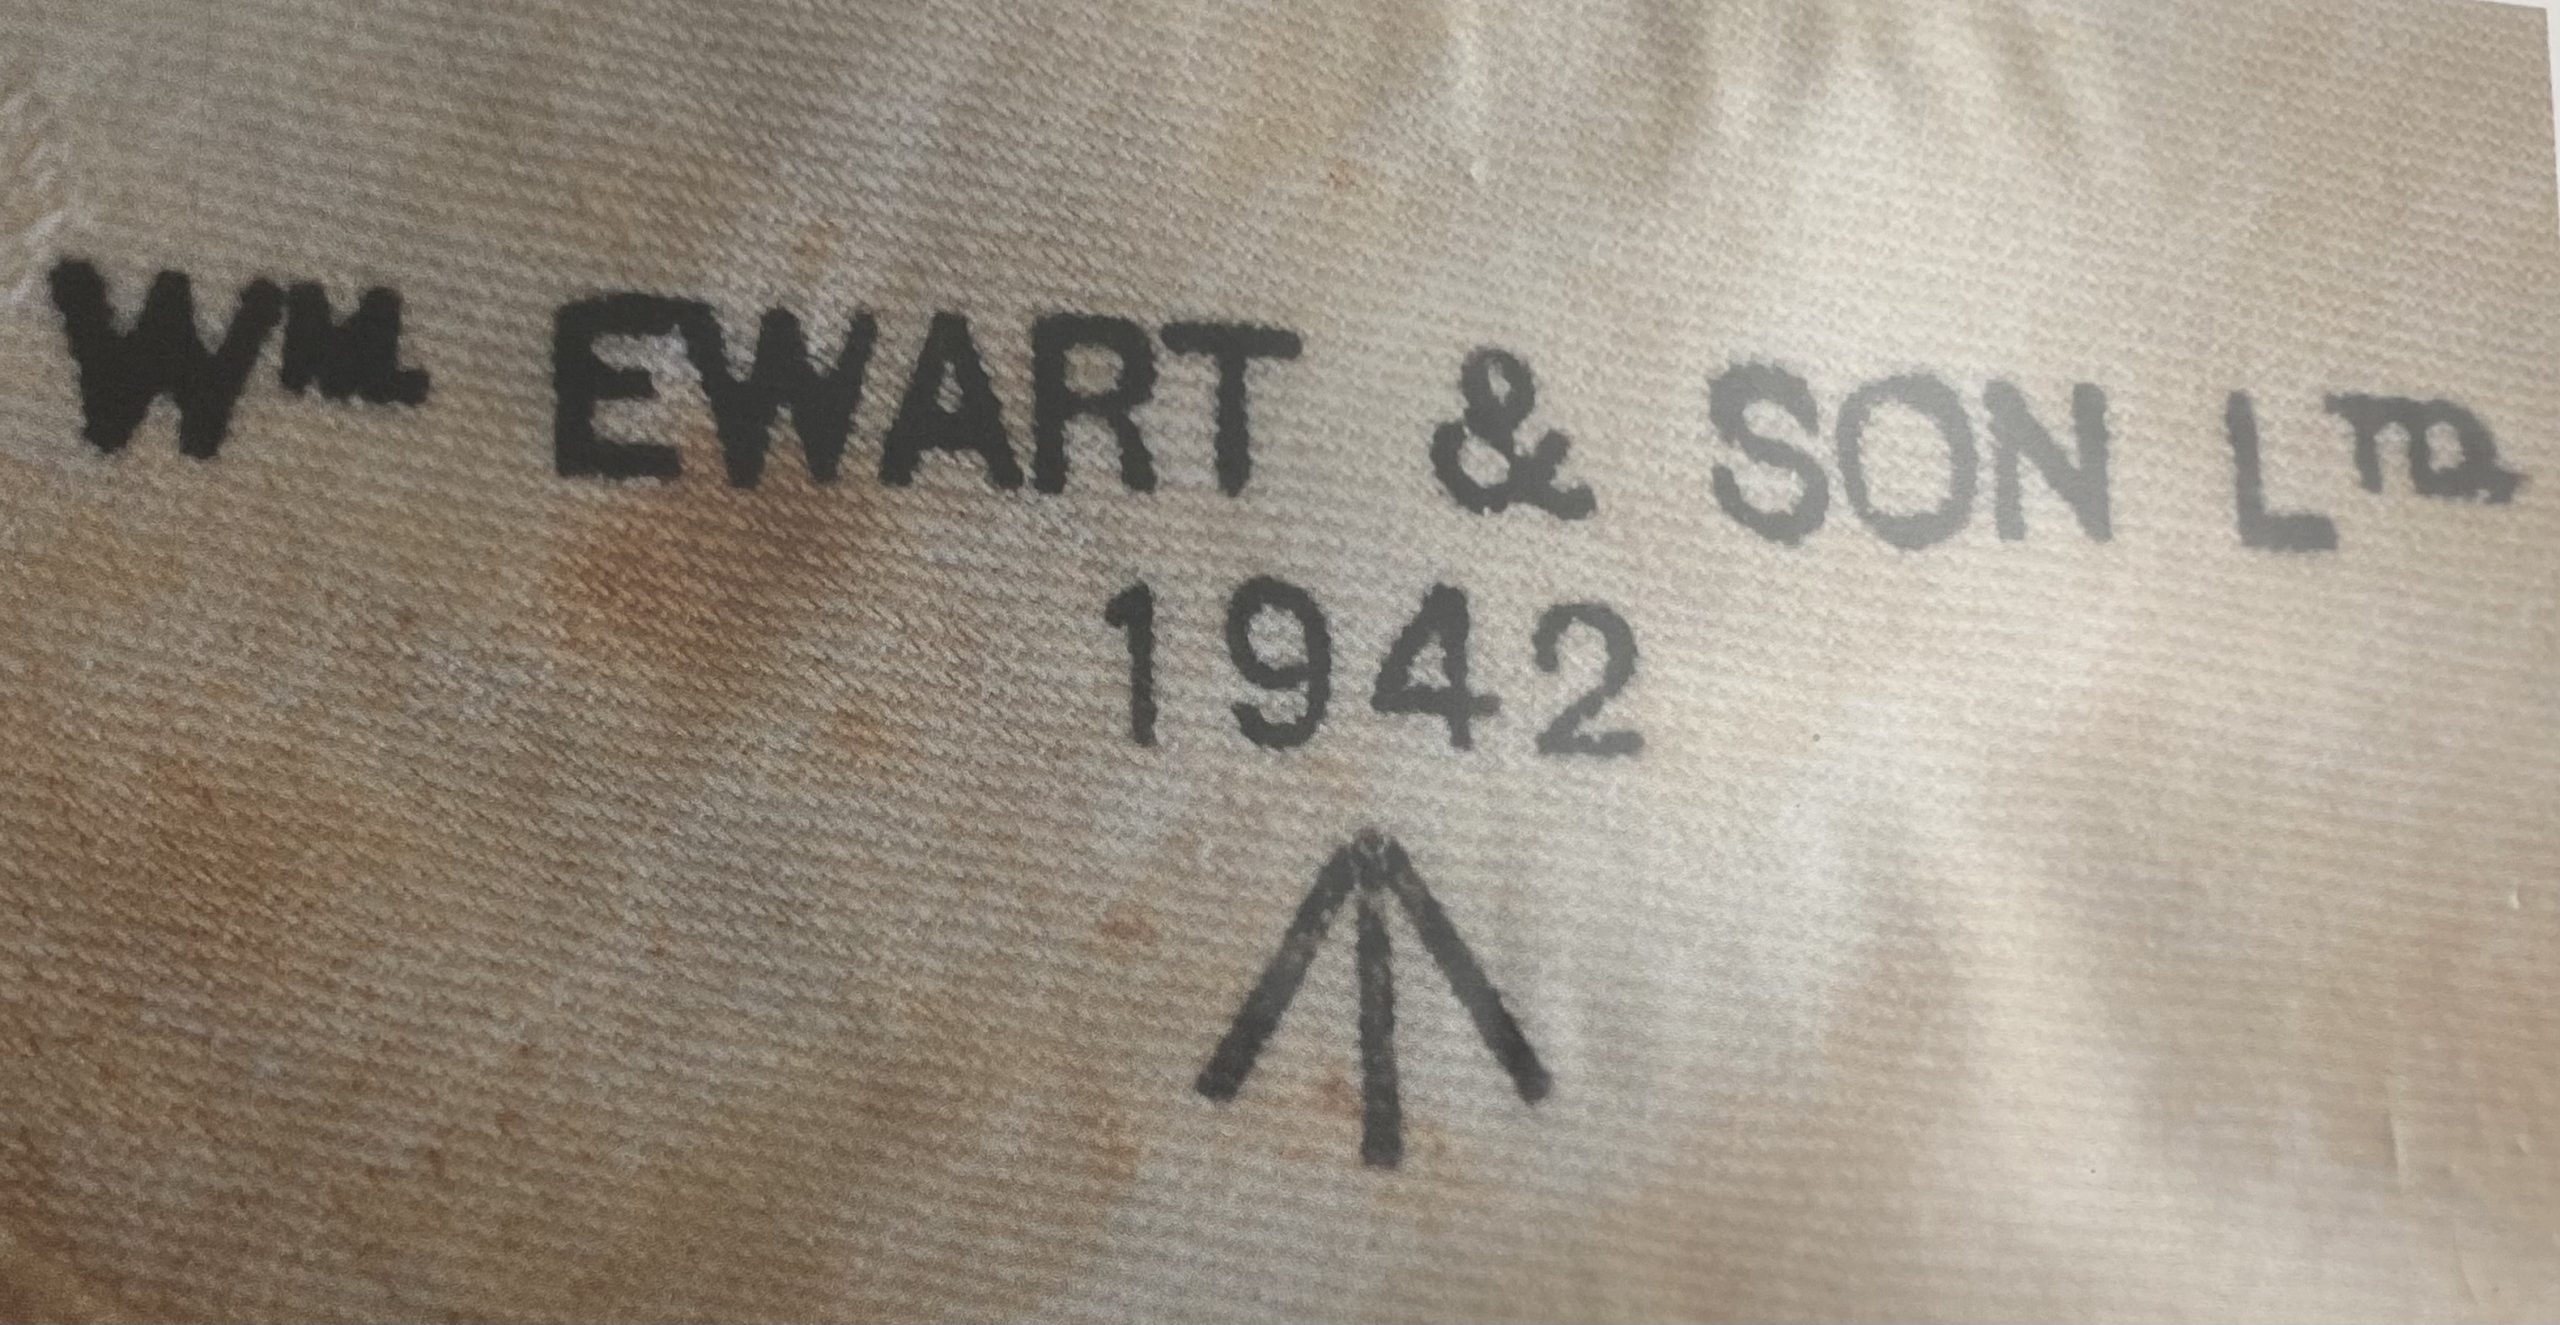 Wm. EWART & SON LTD.
1942